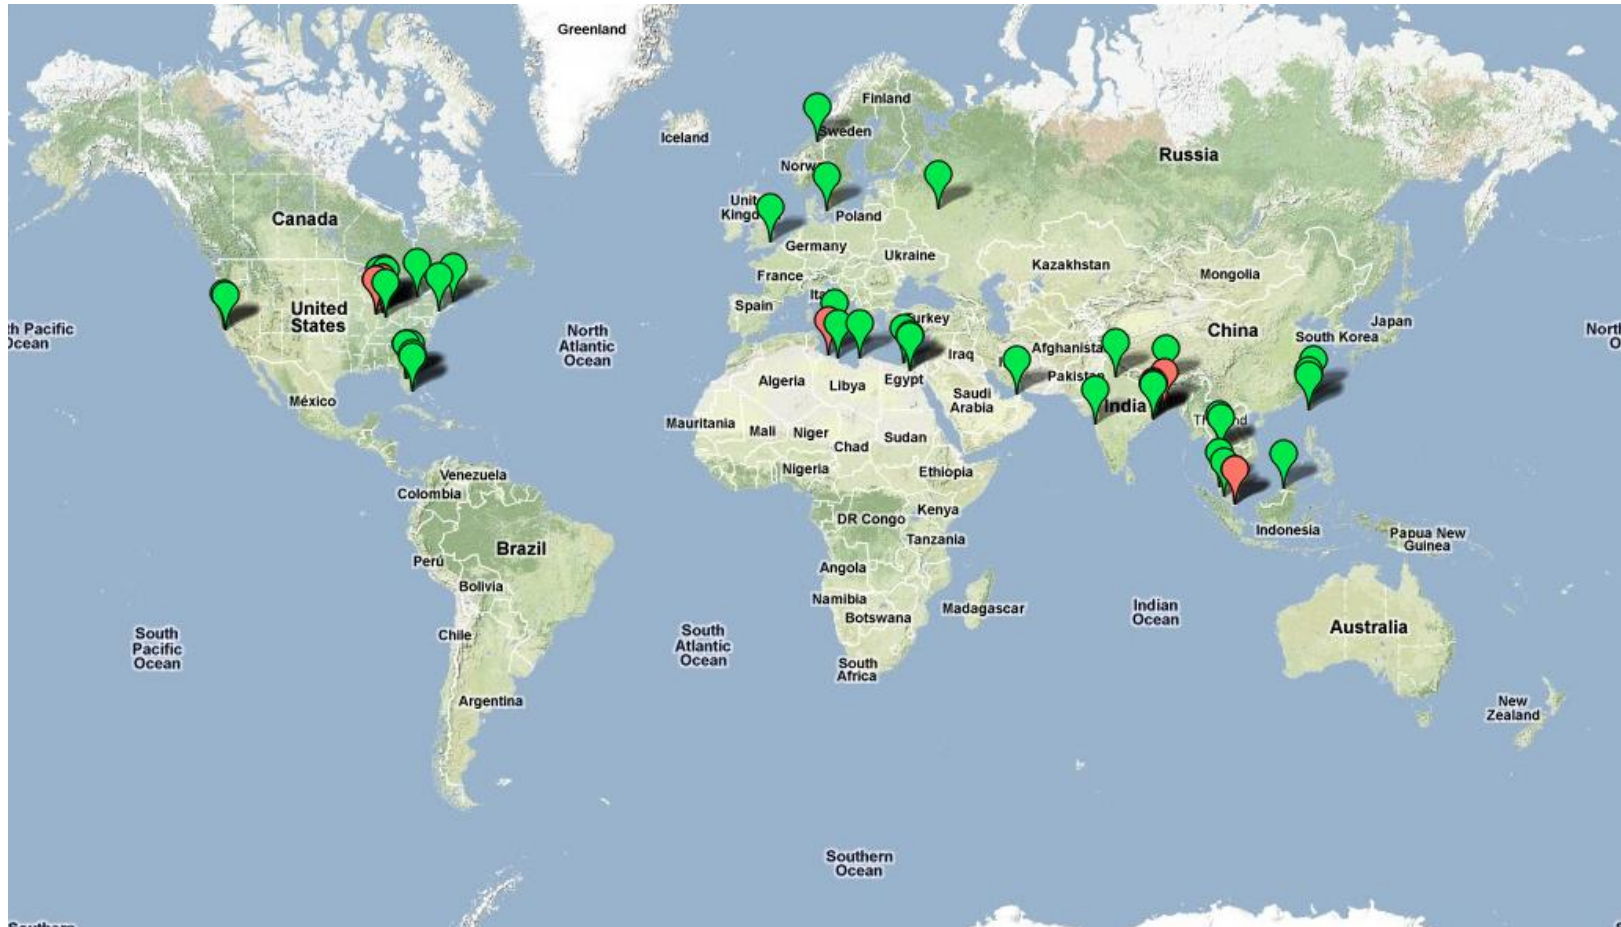 Greenland
Finland
Iceland
Sweden
Russia
Norw
Canada
Unit
Kingd
Poland
Germany
Ukraine
France
Kazakhstan
Mongolia
Ita
Spain
United
States
th Pacific
Ocean
North
Atlantic
Ocean
Turkey
China
Japan
South Korea
North
O
Iraq
Afghanista
Algeria
Libya
Egypt
Pakistan
México
Saudi
Arabia
India
Mauritania
Mali
Niger
Chad
Sudan
Th nd
Venezuela
Nigeria
Ethiopia
Colombia
DR Congo
Kenya
Indonesia
Papua New
Guinea
Brazil
Tanzania
Perú
Angola
Bolivia
Namibia
Botswana
Madagascar
Indian
Ocean
Australia
Chile
South
Pacific
Ocean
South
Atlantic
Ocean
South
Africa
Argentina
New
Zealand
Southern
Ocean